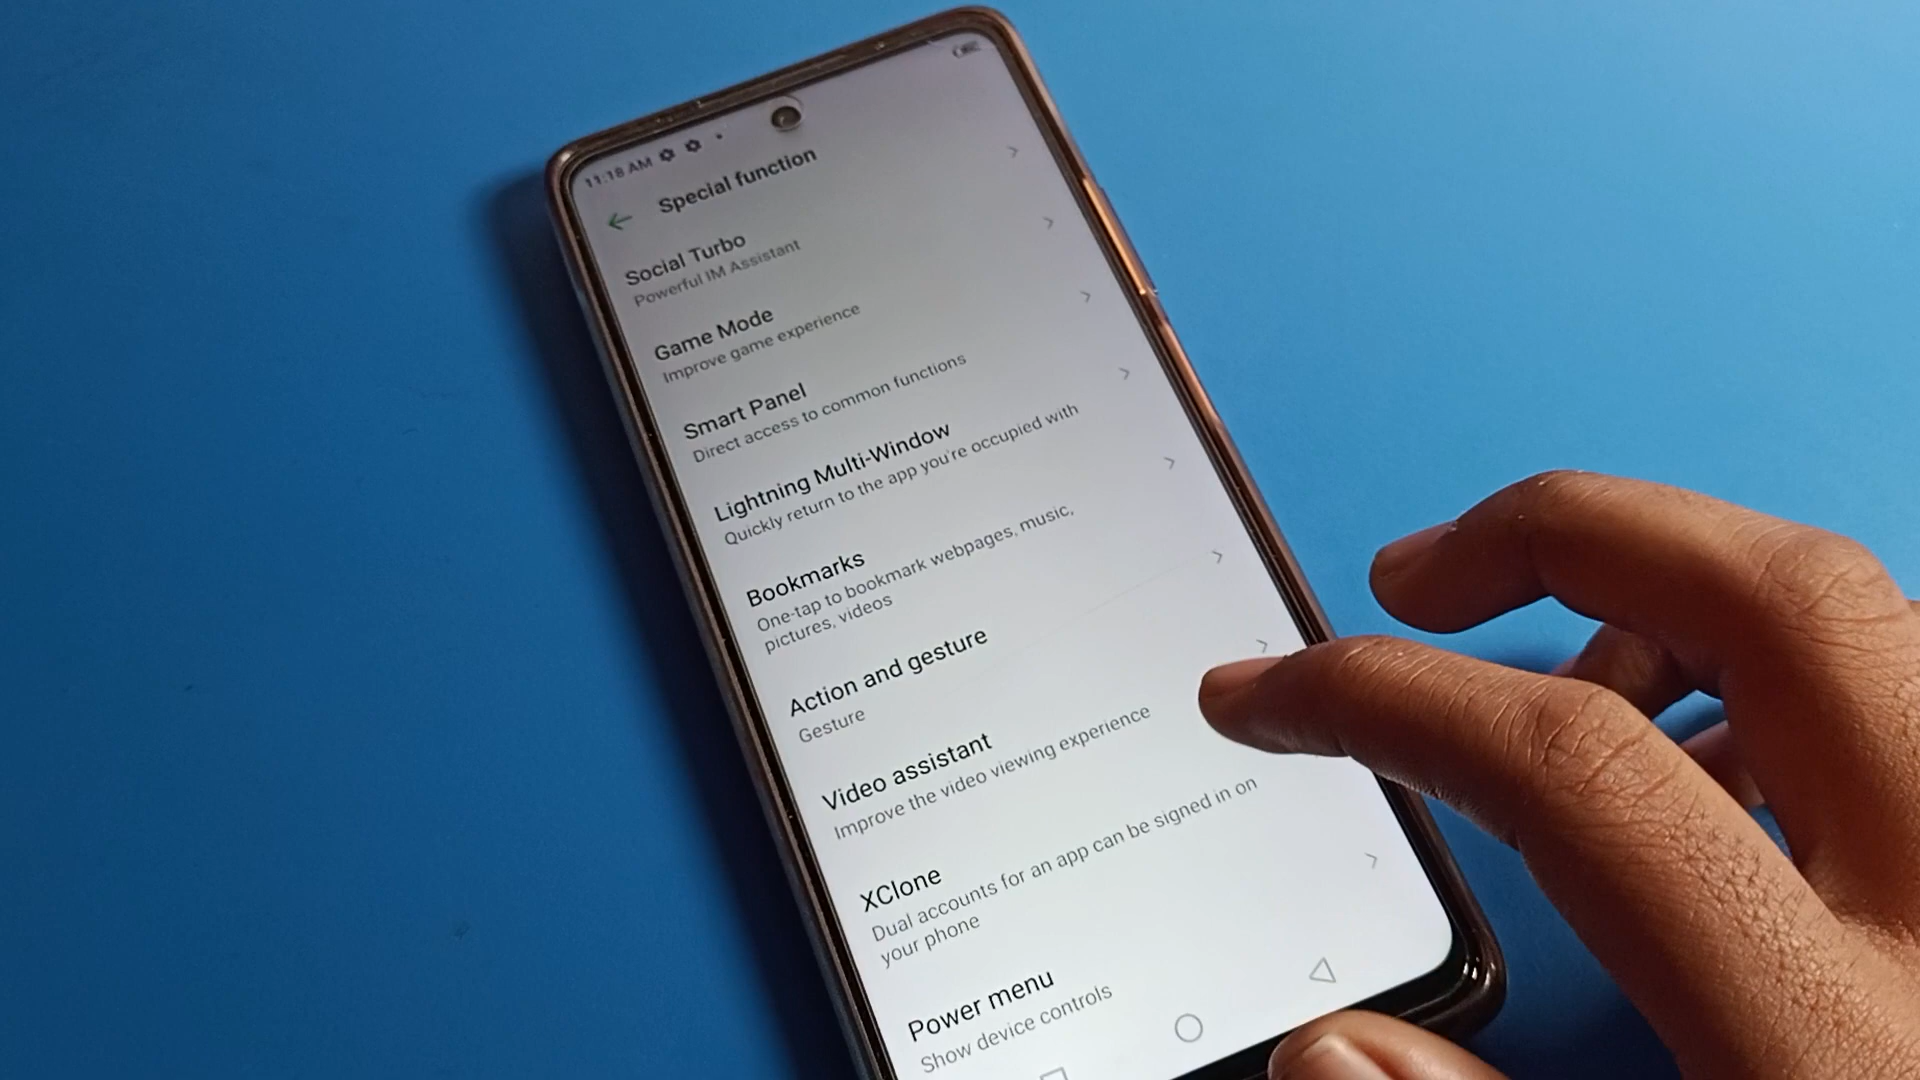 11:18 AM
Special function
Social Turbo
Powerful IM Assistant
Game Mode
Improve game experience
Smart Panel
Direct access to common functions
Lightning Multi-Window
Quickly return to the app you're occupied with
Bookmarks
One-tap to bookmark webpages, music,
pictures, videos
Action and gesture
Gesture
Video assistant
Improve the video viewing experience
XClone
Dual accounts for an app can be signed in on
your phone
Power menu
Show device controls